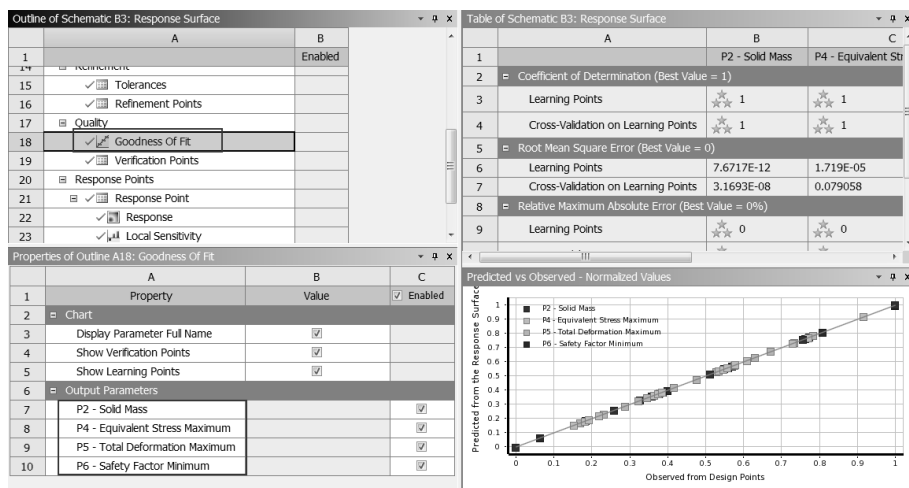 Outline of Schematic B3: Response Surface
A B
1 Enabled
14 Refinement
15 Tolerances
16 Refinement Points
17 Quality
18 Goodness Of Fit
19 Verification Points
20 Response Points
21 Response Point
22 Response
23 Local Sensitivity
Properties of Outline A18: Goodness Of Fit
A B C
1 Property Value Enabled
2 Chart
3 Display Parameter Full Name
4 Show Verification Points
5 Show Learning Points
6 Output Parameters
7 P2 - Solid Mass
8 P4 - Equivalent Stress Maximum
9 P5 - Total Deformation Maximum
10 P6 - Safety Factor Minimum
Table of Schematic B3: Response Surface
A B C
1 P2 - Solid Mass P4 - Equivalent Str
2 Coefficient of Determination (Best Value = 1)
3 Learning Points 1 1
4 Cross-Validation on Learning Points 1 1
5 Root Mean Square Error (Best Value = 0)
6 Learning Points 7.6717E-12 1.719E-05
7 Cross-Validation on Learning Points 3.1693E-08 0.079058
8 Relative Maximum Absolute Error (Best Value = 0%)
9 Learning Points 0 0
Predicted vs Observed - Normalized Values
Predicted from the Response Surface
1
0.9
0.8
0.7
0.6
0.5
0.4
0.3
0.2
0.1
0
P2 - Solid Mass
P4 - Equivalent Stress Maximum
P5 - Total Deformation Maximum
P6 - Safety Factor Minimum
0 0.1 0.2 0.3 0.4 0.5 0.6 0.7 0.8 0.9 1
Observed from Design Points